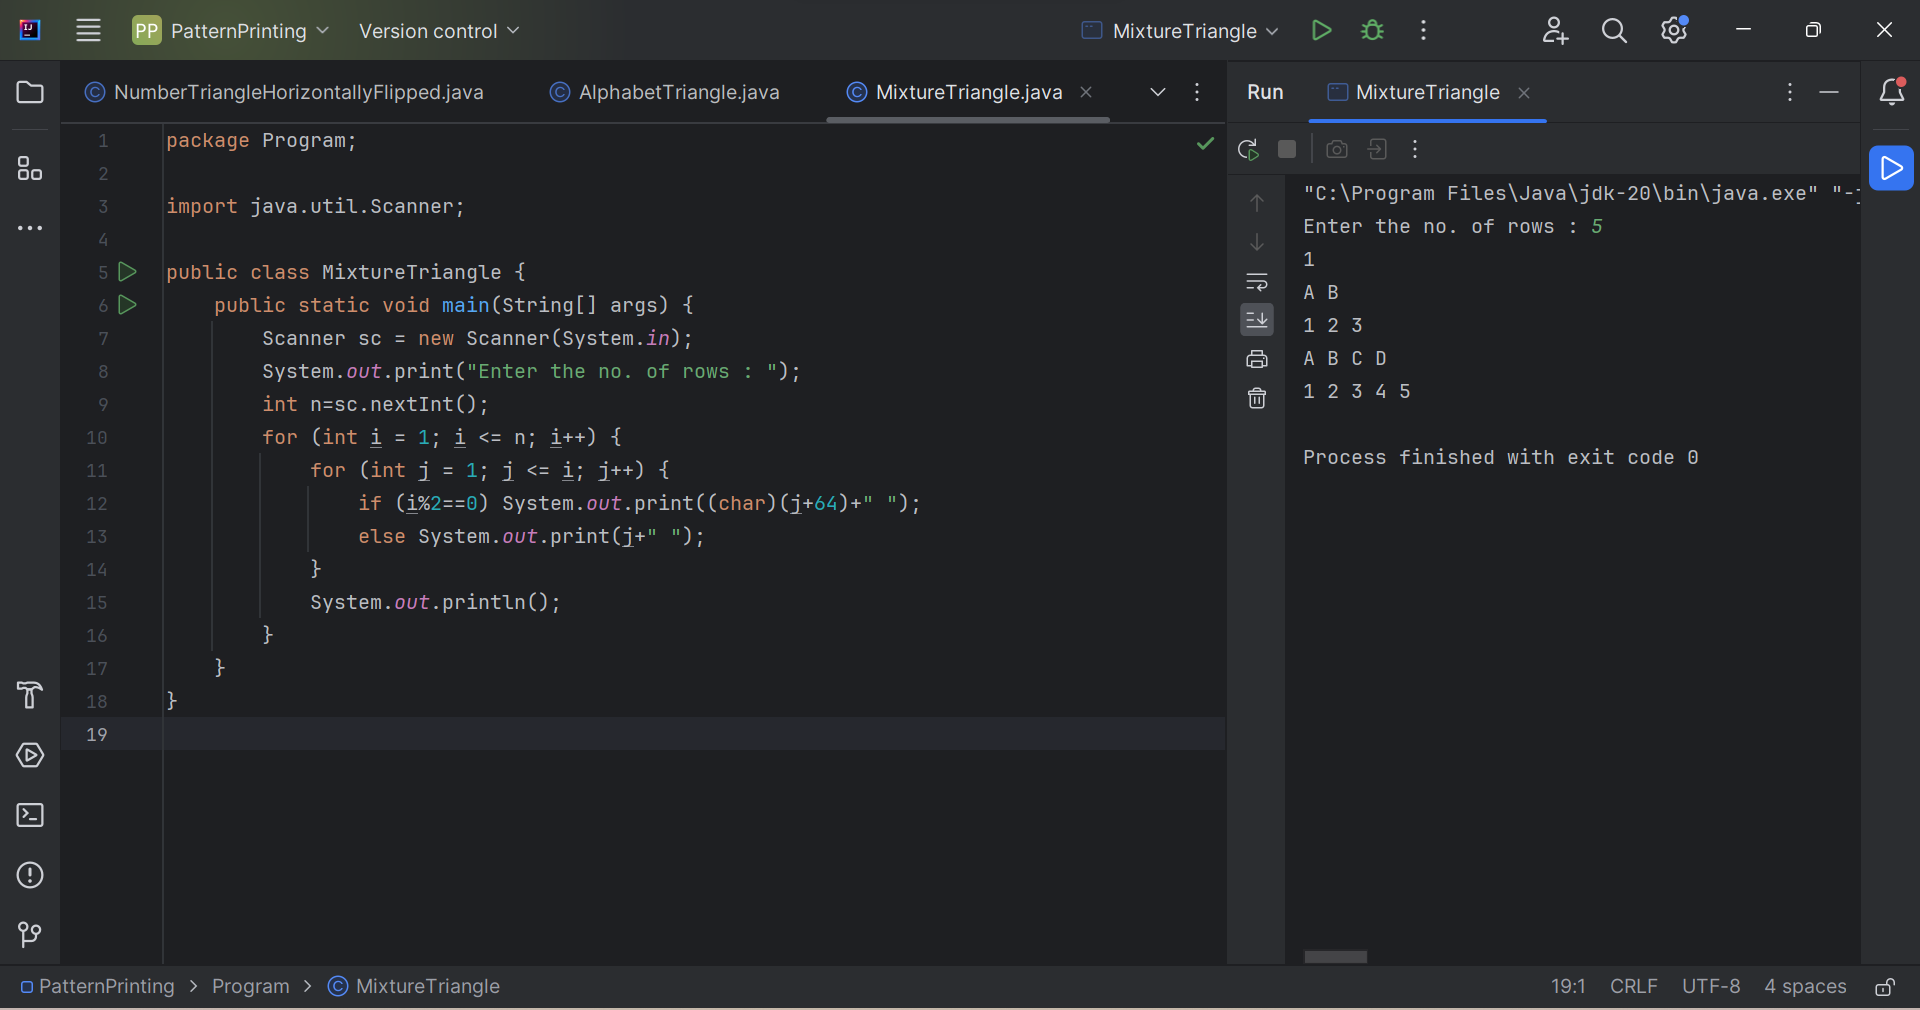 PP PatternPrinting Version control MixtureTriangle
NumberTriangleHorizontallyFlipped.java AlphabetTriangle.java MixtureTriangle.java
1 package Program;
2
3 import java.util.Scanner;
4
5 public class MixtureTriangle {
6     public static void main(String[] args) {
7         Scanner sc = new Scanner(System.in);
8         System.out.print("Enter the no. of rows : ");
9         int n=sc.nextInt();
10         for (int i = 1; i <= n; i++) {
11             for (int j = 1; j <= i; j++) {
12                 if (i%2==0) System.out.print((char)(j+64)+" ");
13                 else System.out.print(j+" ");
14             }
15             System.out.println();
16         }
17     }
18 }
19
Run MixtureTriangle
"C:\Program Files\Java\jdk-20\bin\java.exe" "-j
Enter the no. of rows : 5
1
A B
1 2 3
A B C D
1 2 3 4 5
Process finished with exit code 0
PatternPrinting > Program > MixtureTriangle 19:1 CRLF UTF-8 4 spaces